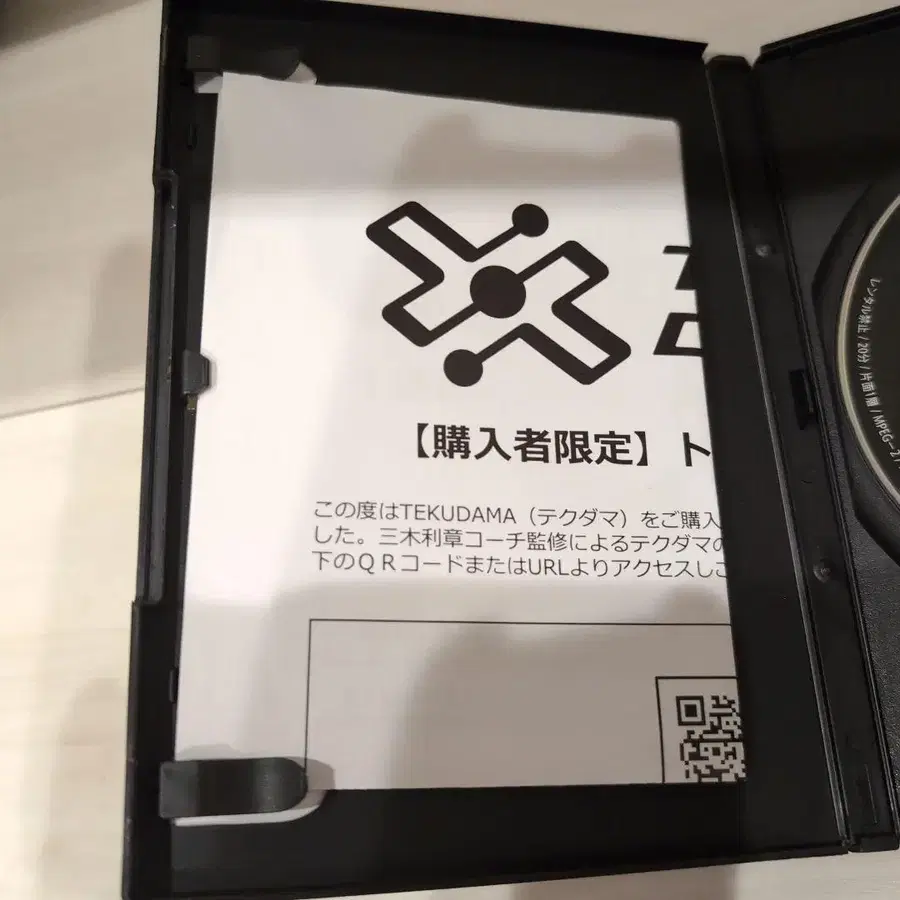 【購入者限定】ト
この度はTEKUDAMA（テクダマ）をご購入
した。三木利章コーチ監修によるテクダマの
下のＱＲコードまたはURLよりアクセスしご
レンタル禁止 / 20分 / 片面1層 / MPEG-2 /